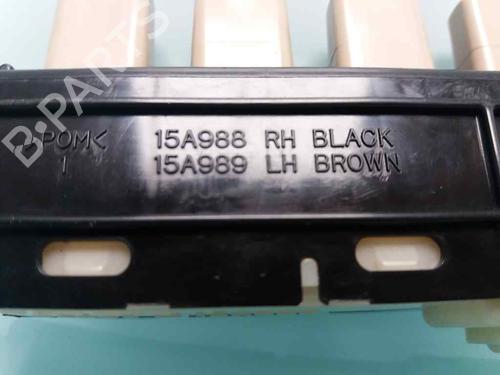 >POM<
1
15A988 RH BLACK
15A989 LH BROWN
B-PARTS